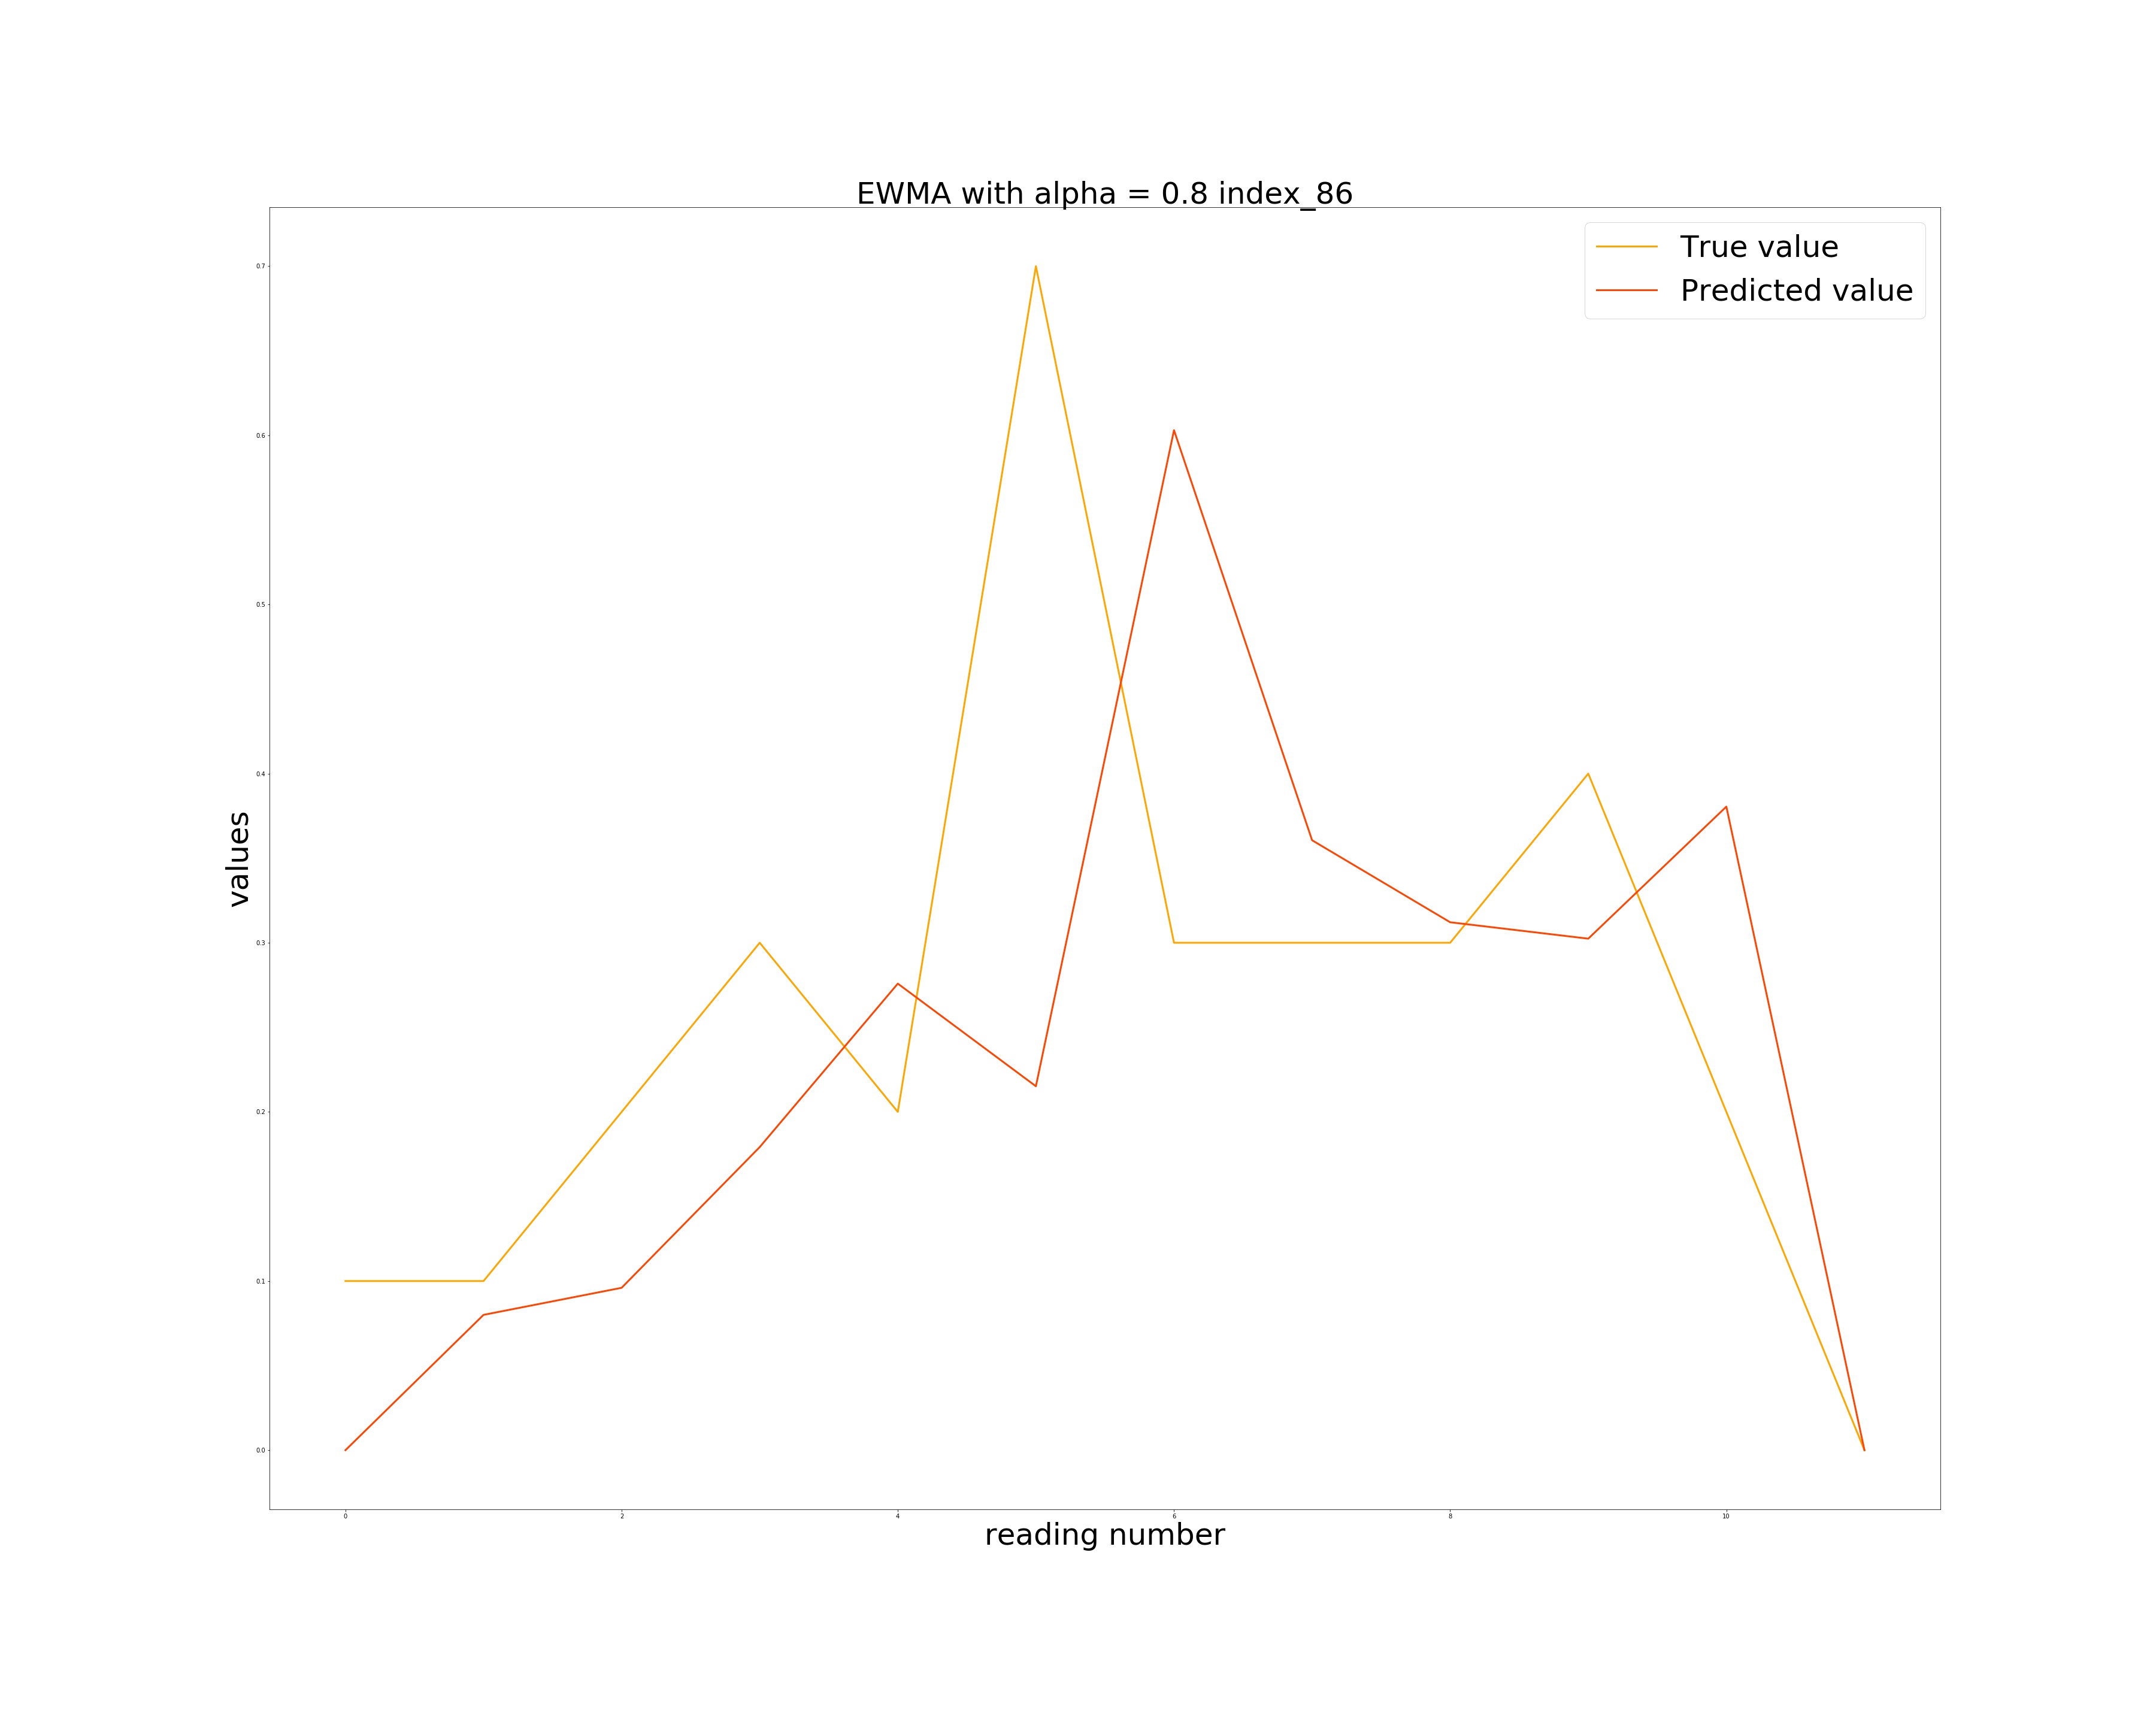 EWMA with alpha = 0.8 index_86
True value
Predicted value
0.7
0.6
0.5
0.4
0.3
0.2
0.1
0.0
values
0 2 4 6 8 10
reading number